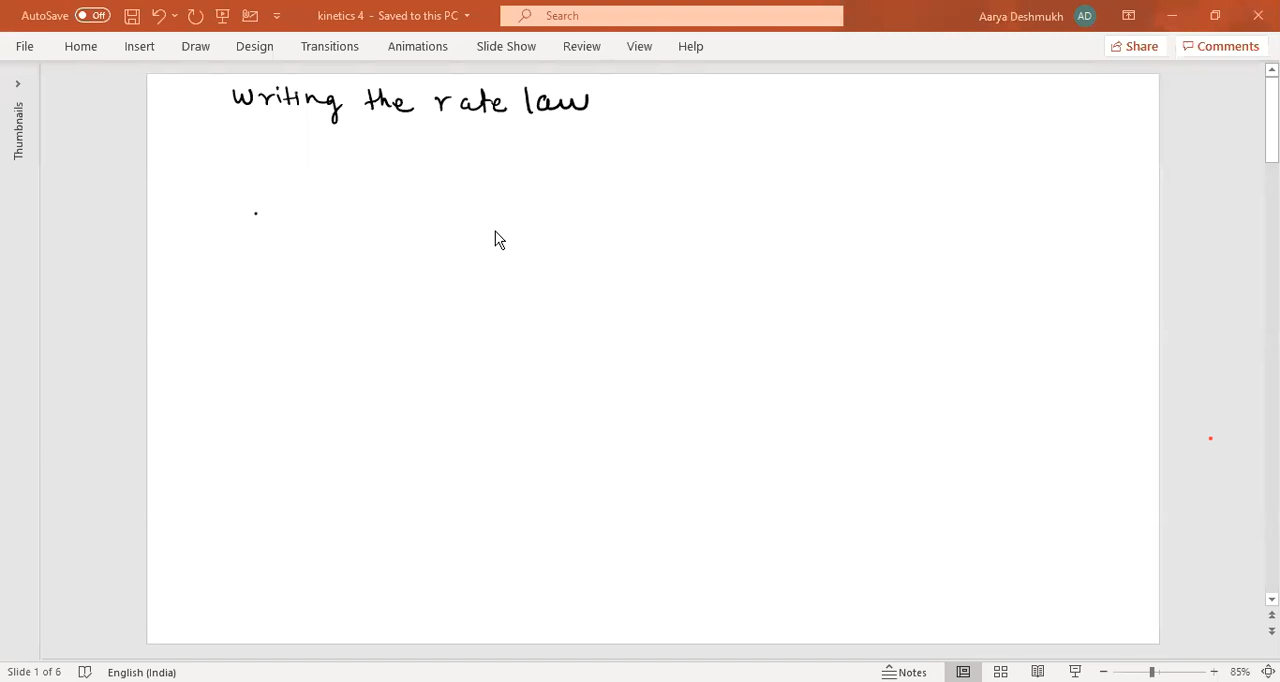 AutoSave Off kinetics 4 - Saved to this PC Search Aarya Deshmukh AD
File Home Insert Draw Design Transitions Animations Slide Show Review View Help Share Comments
Thumbnails
Writing the rate law
Slide 1 of 6 English (India) Notes 85%